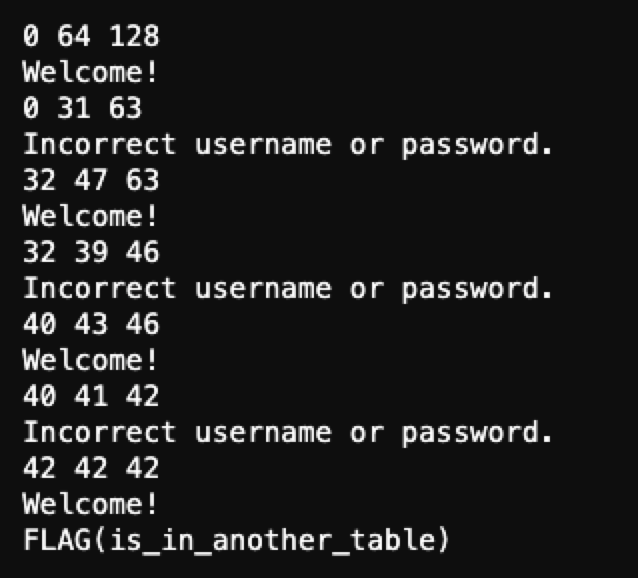 0 64 128
Welcome!
0 31 63
Incorrect username or password.
32 47 63
Welcome!
32 39 46
Incorrect username or password.
40 43 46
Welcome!
40 41 42
Incorrect username or password.
42 42 42
Welcome!
FLAG(is_in_another_table)